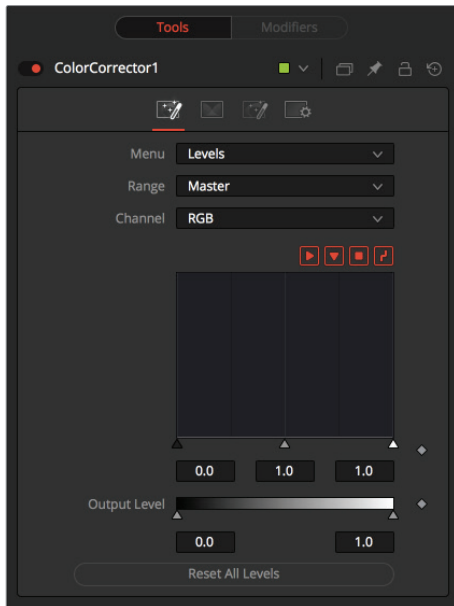 Tools Modifiers
ColorCorrector1
Menu Levels
Range Master
Channel RGB
0.0 1.0 1.0
Output Level
0.0 1.0
Reset All Levels